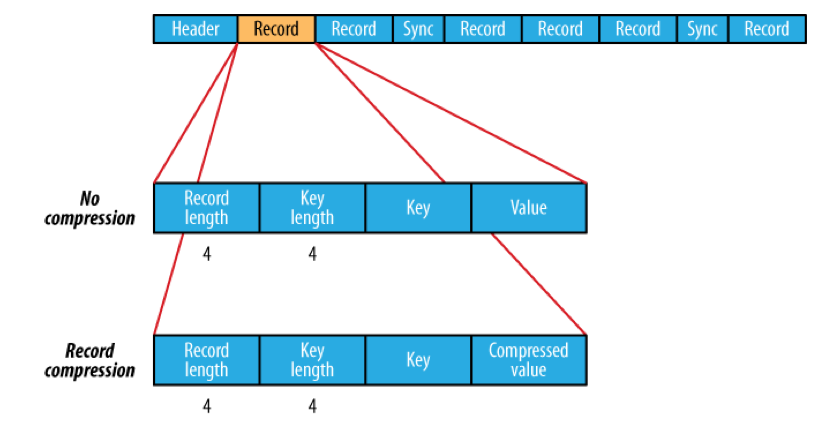 Header Record Record Sync Record Record Record Sync Record
No
compression
Record
length
Key
length
Key
Value
4 4
Record
compression
Record
length
Key
length
Key
Compressed
value
4 4